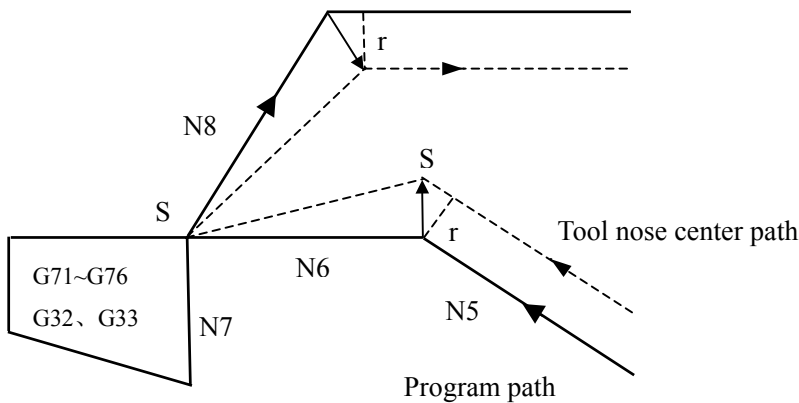 r
N8
S
S
r
Tool nose center path
N6
G71~G76
G32、G33
N7
N5
Program path